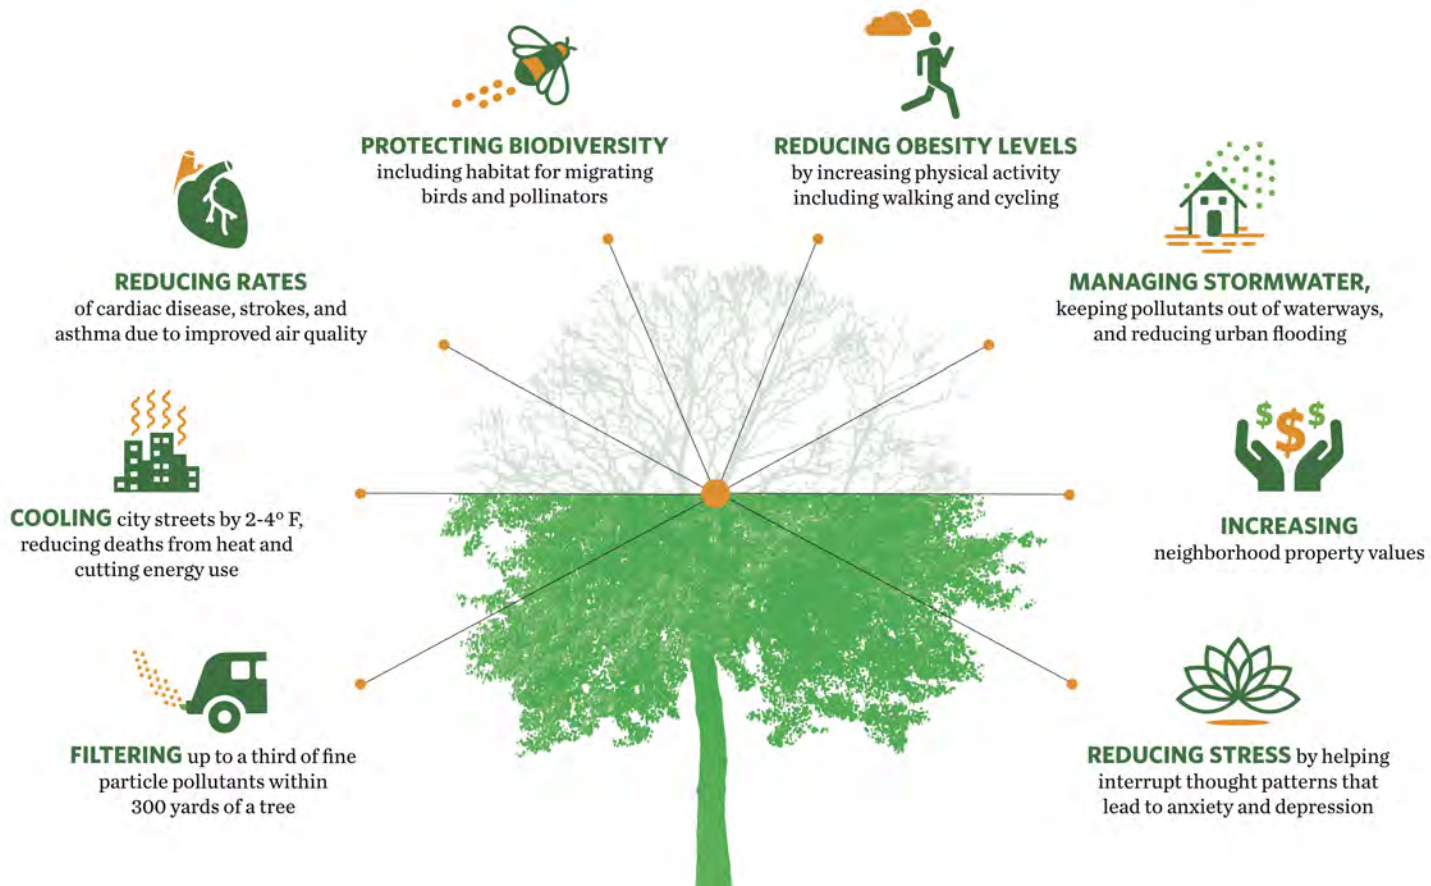 PROTECTING BIODIVERSITY
including habitat for migrating
birds and pollinators
REDUCING OBESITY LEVELS
by increasing physical activity
including walking and cycling
REDUCING RATES
of cardiac disease, strokes, and
asthma due to improved air quality
MANAGING STORMWATER,
keeping pollutants out of waterways,
and reducing urban flooding
COOLING city streets by 2-4º F,
reducing deaths from heat and
cutting energy use
$ $ $
INCREASING
neighborhood property values
FILTERING up to a third of fine
particle pollutants within
300 yards of a tree
REDUCING STRESS by helping
interrupt thought patterns that
lead to anxiety and depression